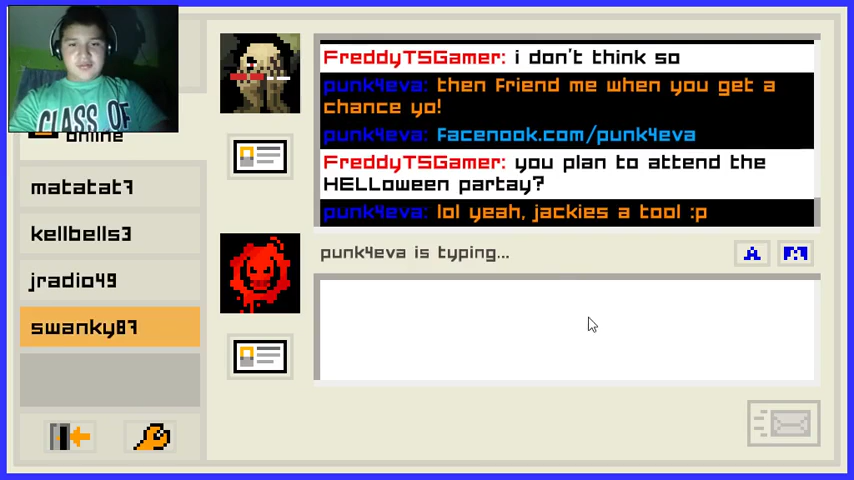 CLASS OF
online
matatat7
kellbells3
jradio49
swanky87
FreddyTSGamer: i don't think so
punk4eva: then Friend me when you get a
chance yo!
punk4eva: Facenook.com/punk4eva
FreddyTSGamer: you plan to attend the
HELLoween partay?
punk4eva: lol yeah, jackies a tool :p
punk4eva is typing...
A